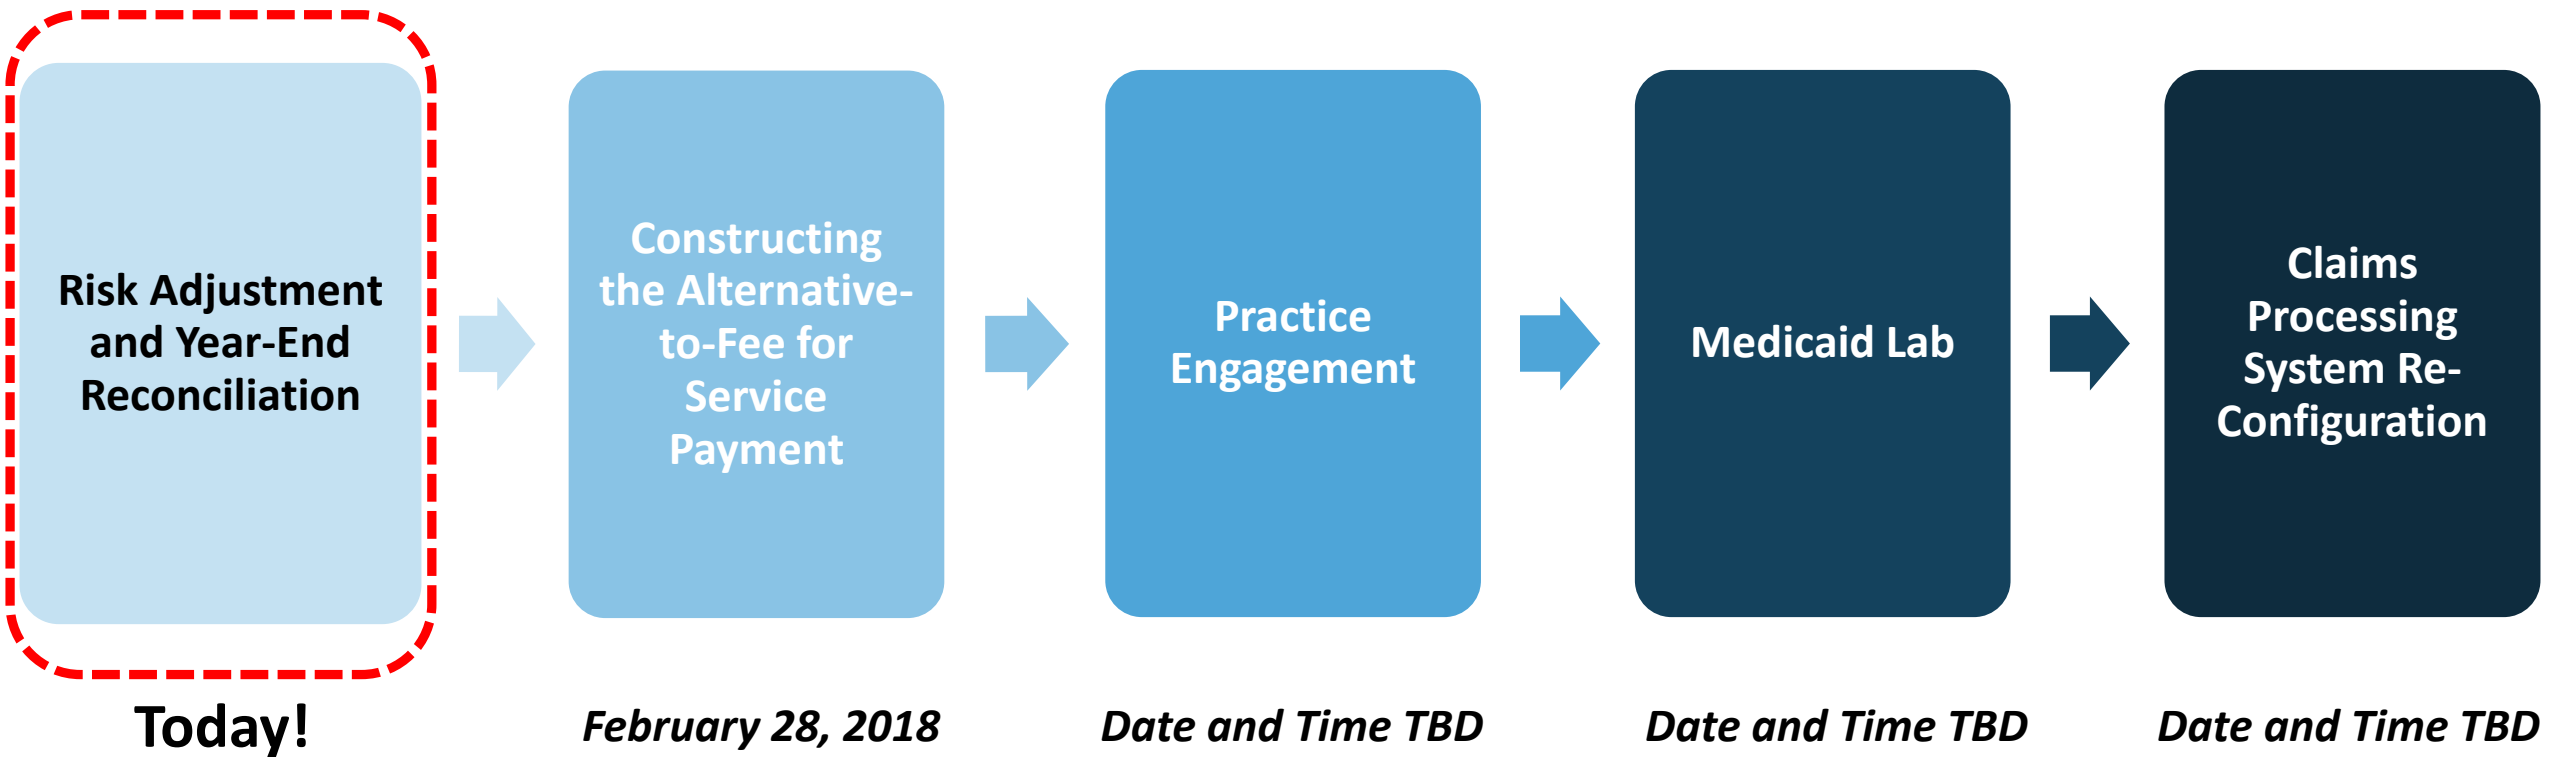 Risk Adjustment
and Year-End
Reconciliation
Constructing
the Alternative-
to-Fee for
Service
Payment
Practice
Engagement
Medicaid Lab
Claims
Processing
System Re-
Configuration
Today!
February 28, 2018
Date and Time TBD
Date and Time TBD
Date and Time TBD